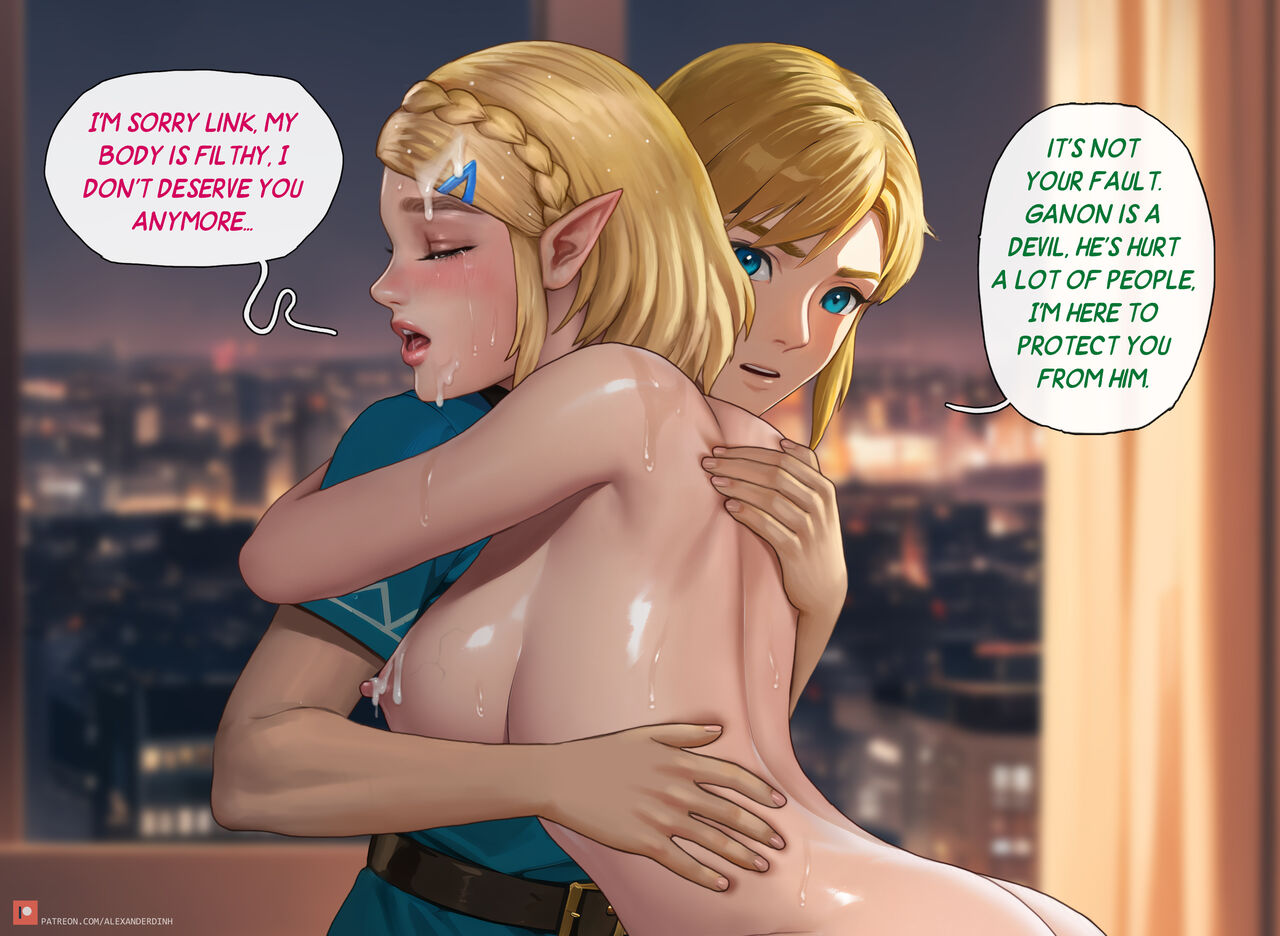 I'M SORRY LINK, MY
BODY IS FILTHY, I
DON'T DESERVE YOU
ANYMORE...
IT'S NOT
YOUR FAULT.
GANON IS A
DEVIL, HE'S HURT
A LOT OF PEOPLE,
I'M HERE TO
PROTECT YOU
FROM HIM.
PATREON.COM/ALEXANDERDINH